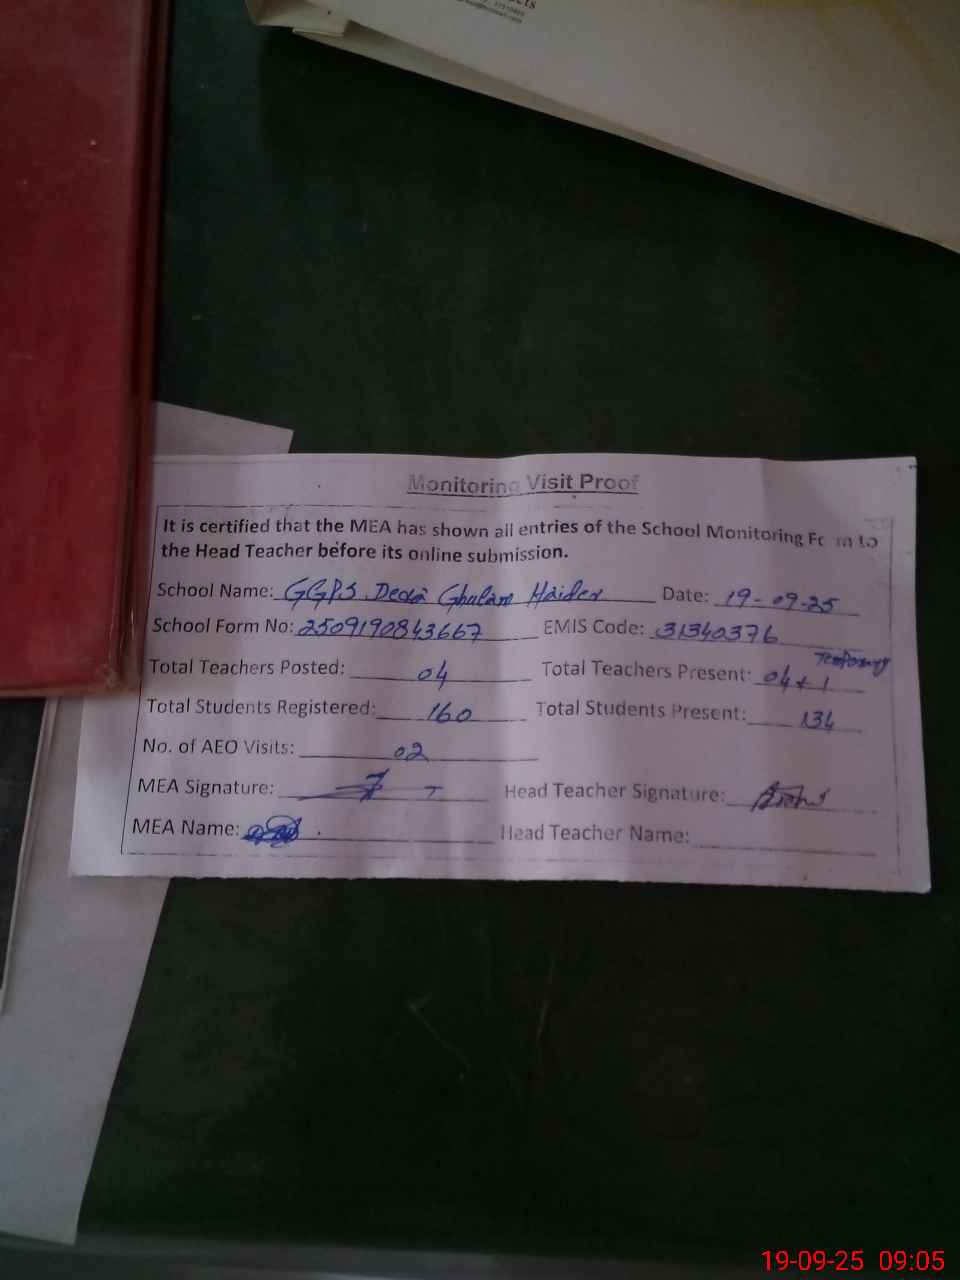 Monitoring Visit Proof
It is certified that the MEA has shown all entries of the School Monitoring Form to
the Head Teacher before its online submission.
School Name: GGPS Dera Ghulam Haider Date: 19-09-25
School Form No: 2509190843667 EMIS Code: 31340376
Temporary
Total Teachers Posted: 04 Total Teachers Present: 04+1
Total Students Registered: 160 Total Students Present: 134
No. of AEO Visits: 02
MEA Signature: Head Teacher Signature:
MEA Name: Head Teacher Name:
19-09-25 09:05